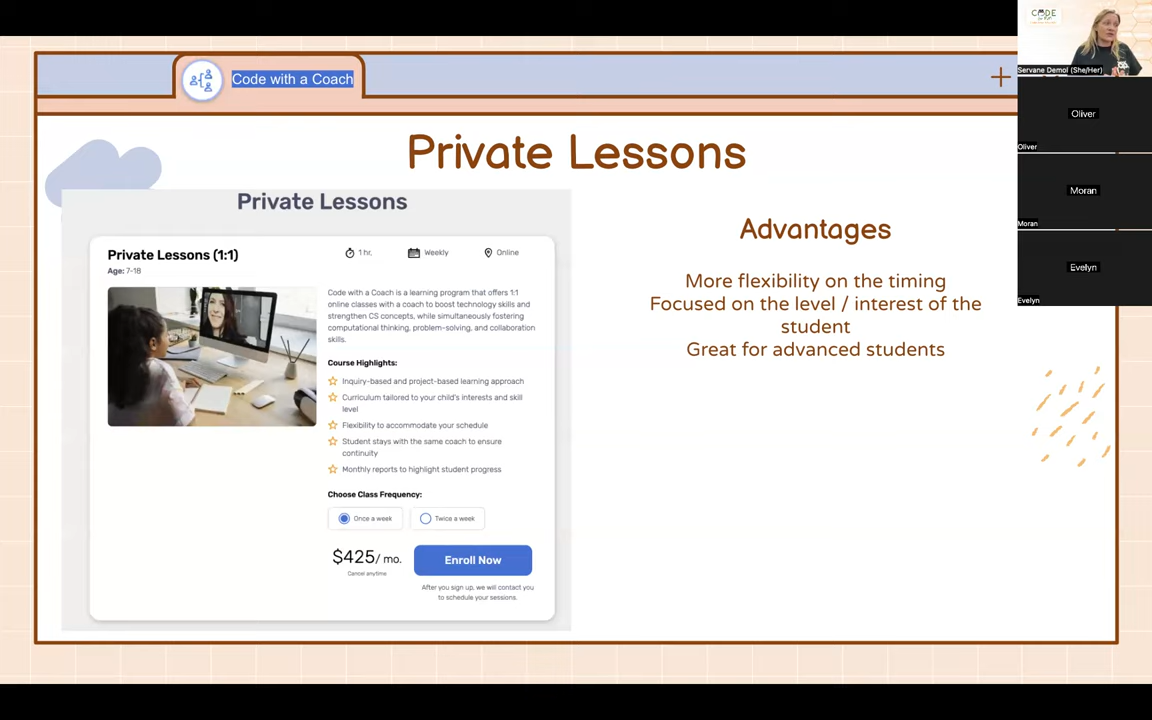 Code with a Coach
Private Lessons
Private Lessons
Private Lessons (1:1)
Age: 7-18
1 hr.
Weekly
Online
Code with a Coach is a learning program that offers 1:1
online classes with a coach to boost technology skills and
strengthen CS concepts, while simultaneously fostering
computational thinking, problem-solving, and collaboration
skills.
Course Highlights:
Inquiry-based and project-based learning approach
Curriculum tailored to your child's interests and skill
level
Flexibility to accommodate your schedule
Student stays with the same coach to ensure
continuity
Monthly reports to highlight student progress
Choose Class Frequency:
Once a week
Twice a week
$425/ mo.
Cancel anytime
Enroll Now
After you sign up, we will contact you
to schedule your sessions.
Advantages
More flexibility on the timing
Focused on the level / interest of the
student
Great for advanced students
CODE
Servane Demol (She/Her)
Oliver
Oliver
Moran
Moran
Evelyn
Evelyn